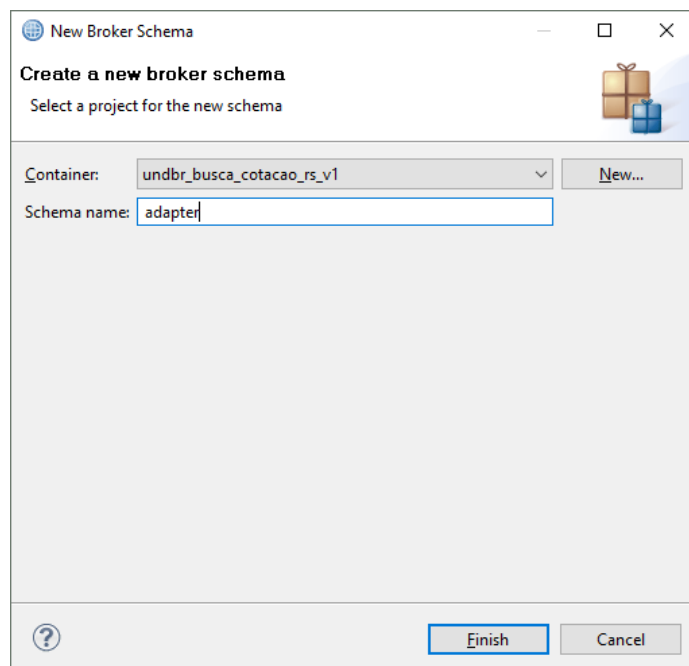 New Broker Schema
Create a new broker schema
Select a project for the new schema
Container: undbr_busca_cotacao_rs_v1 New...
Schema name: adapter
? Finish Cancel